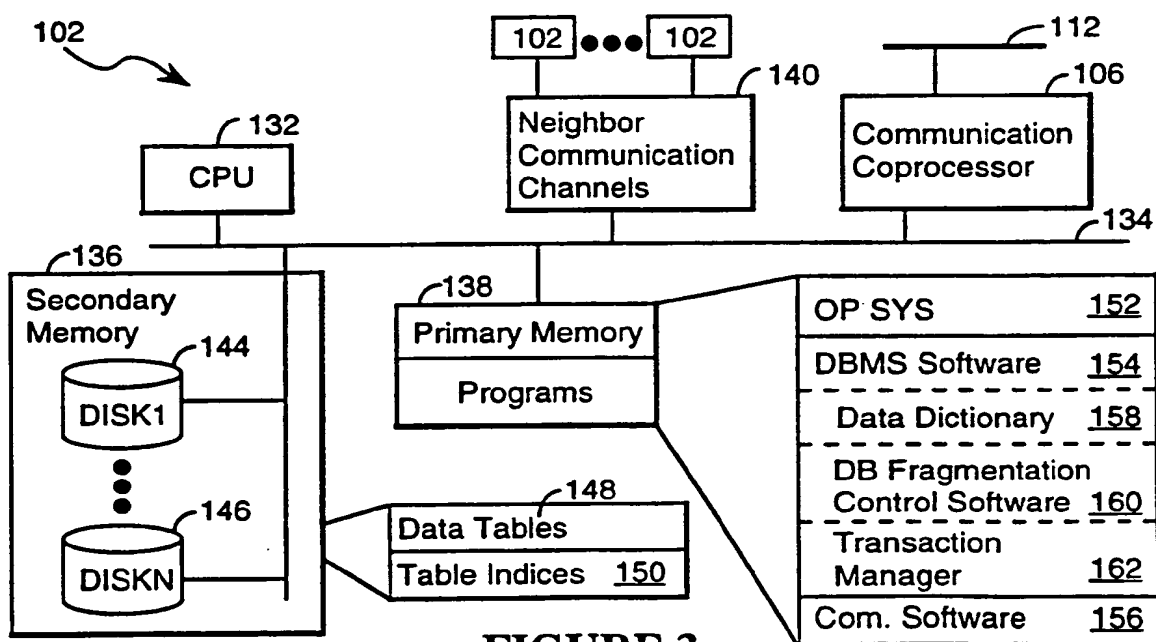 102
102 ●●● 102
112
140
106
132
CPU
Neighbor
Communication
Channels
Communication
Coprocessor
134
136
Secondary
Memory
144
DISK1
146
DISKN
138
Primary Memory
Programs
148
Data Tables
Table Indices 150
OP SYS 152
DBMS Software 154
Data Dictionary 158
DB Fragmentation
Control Software 160
Transaction
Manager 162
Com. Software 156
FIGURE 3